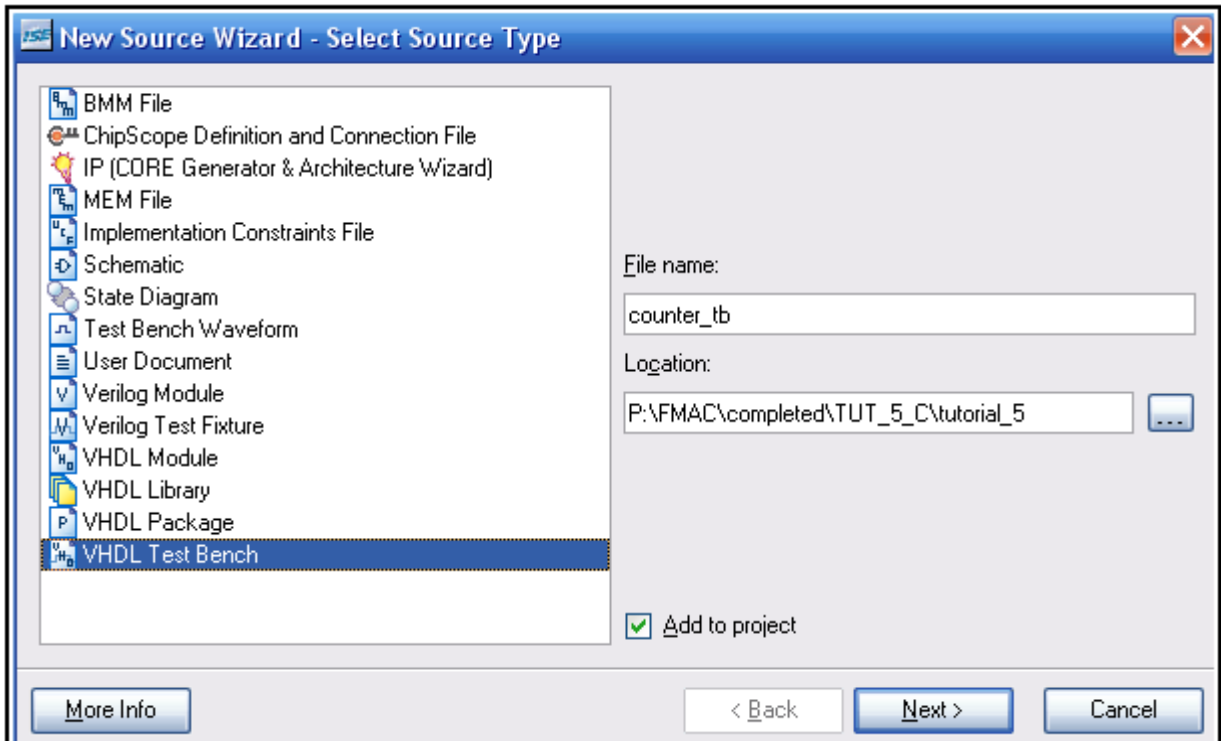 ISE New Source Wizard - Select Source Type
BMM File
ChipScope Definition and Connection File
IP (CORE Generator & Architecture Wizard)
MEM File
Implementation Constraints File
Schematic
State Diagram
Test Bench Waveform
User Document
Verilog Module
Verilog Test Fixture
VHDL Module
VHDL Library
VHDL Package
VHDL Test Bench
File name:
counter_tb
Location:
P:\FMAC\completed\TUT_5_C\tutorial_5
...
Add to project
More Info
< Back
Next >
Cancel